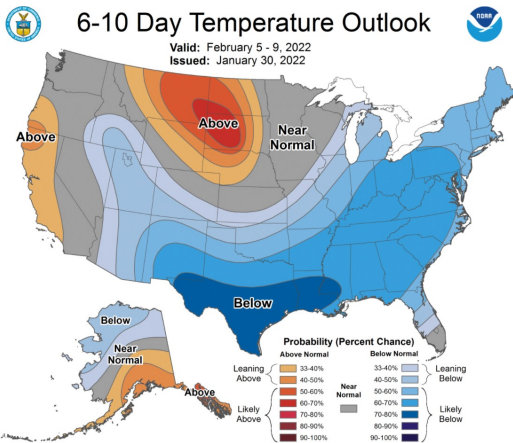 6-10 Day Temperature Outlook
NOAA
Valid: February 5 - 9, 2022
Issued: January 30, 2022
Above
Above
Near
Normal
Below
Below
Near
Normal
Above
Probability (Percent Chance)
Above Normal
Below Normal
Leaning
Above
33-40%
40-50%
Likely
Above
50-60%
60-70%
70-80%
80-90%
90-100%
Near
Normal
33-40%
40-50%
Leaning
Below
50-60%
60-70%
70-80%
80-90%
90-100%
Likely
Below